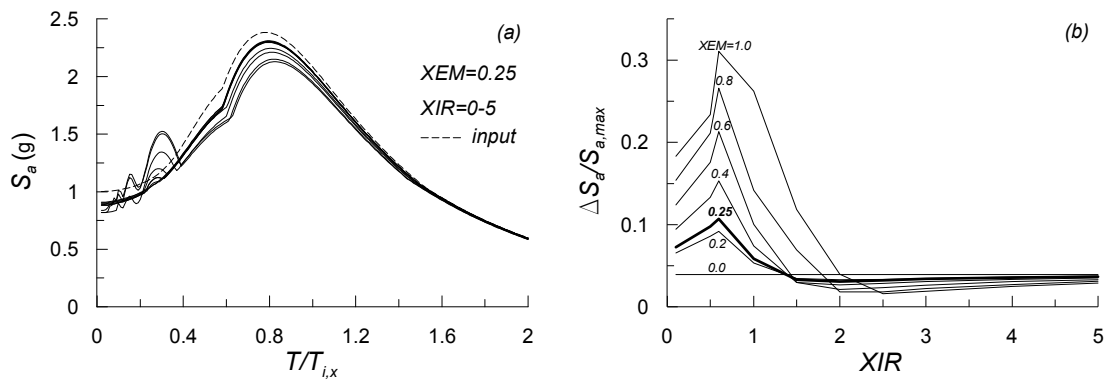 2.5
2
1.5
1
0.5
0
S_a (g)
(a)
XEM=0.25
XIR=0-5
input
0 0.4 0.8 1.2 1.6 2
T/T_{i,x}
0.3
0.2
0.1
0
ΔS_a/S_{a,max}
(b)
XEM=1.0
0.8
0.6
0.4
0.25
0.2
0.0
0 1 2 3 4 5
XIR